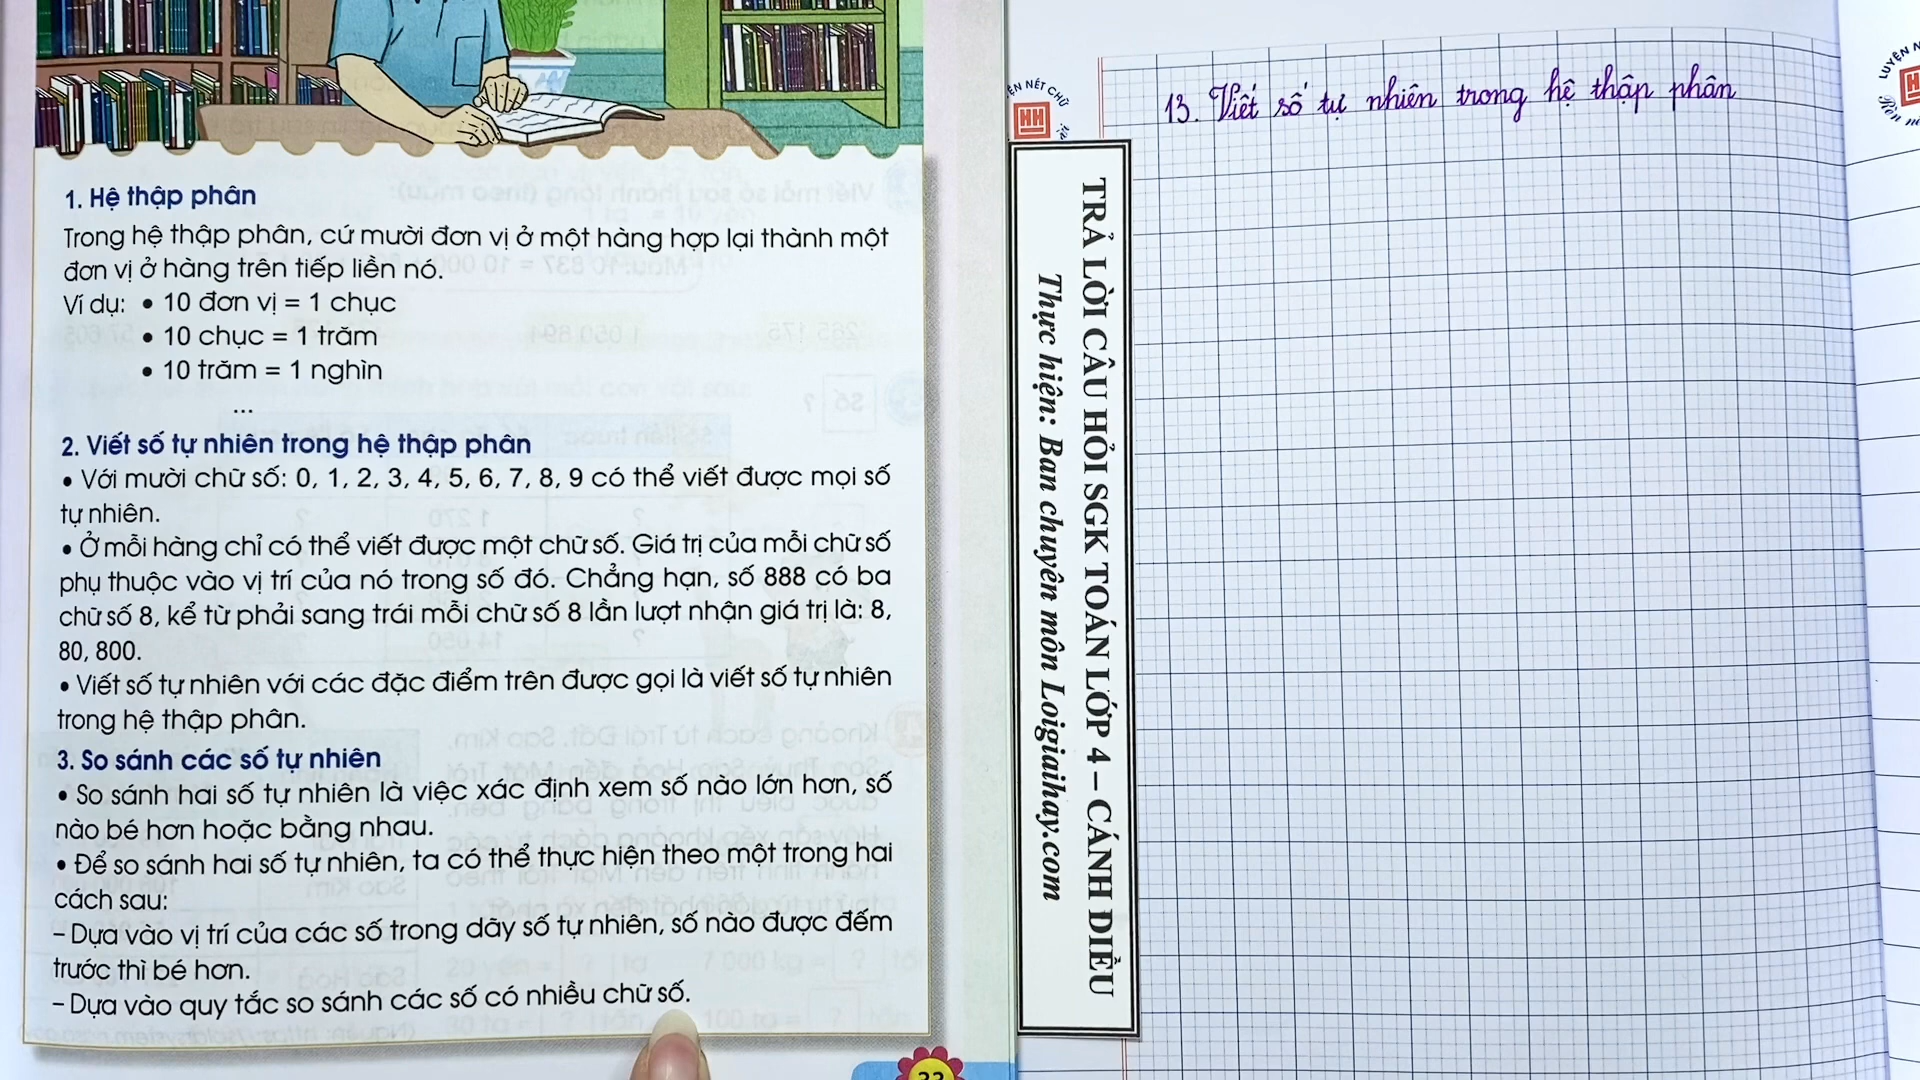 1. Hệ thập phân
Trong hệ thập phân, cứ mười đơn vị ở một hàng hợp lại thành một
đơn vị ở hàng trên tiếp liền nó.
Ví dụ: • 10 đơn vị = 1 chục
• 10 chục = 1 trăm
• 10 trăm = 1 nghìn
...
2. Viết số tự nhiên trong hệ thập phân
• Với mười chữ số: 0, 1, 2, 3, 4, 5, 6, 7, 8, 9 có thể viết được mọi số
tự nhiên.
• Ở mỗi hàng chỉ có thể viết được một chữ số. Giá trị của mỗi chữ số
phụ thuộc vào vị trí của nó trong số đó. Chẳng hạn, số 888 có ba
chữ số 8, kể từ phải sang trái mỗi chữ số 8 lần lượt nhận giá trị là: 8,
80, 800.
• Viết số tự nhiên với các đặc điểm trên được gọi là viết số tự nhiên
trong hệ thập phân.
3. So sánh các số tự nhiên
• So sánh hai số tự nhiên là việc xác định xem số nào lớn hơn, số
nào bé hơn hoặc bằng nhau.
• Để so sánh hai số tự nhiên, ta có thể thực hiện theo một trong hai
cách sau:
– Dựa vào vị trí của các số trong dãy số tự nhiên, số nào được đếm
trước thì bé hơn.
– Dựa vào quy tắc so sánh các số có nhiều chữ số.
TRẢ LỜI CÂU HỎI SGK TOÁN LỚP 4 – CÁNH DIỀU
Thực hiện: Ban chuyên môn Loigiaihay.com
NÉT CHỮ
HH
13. Viết số tự nhiên trong hệ thập phân
LUYỆN